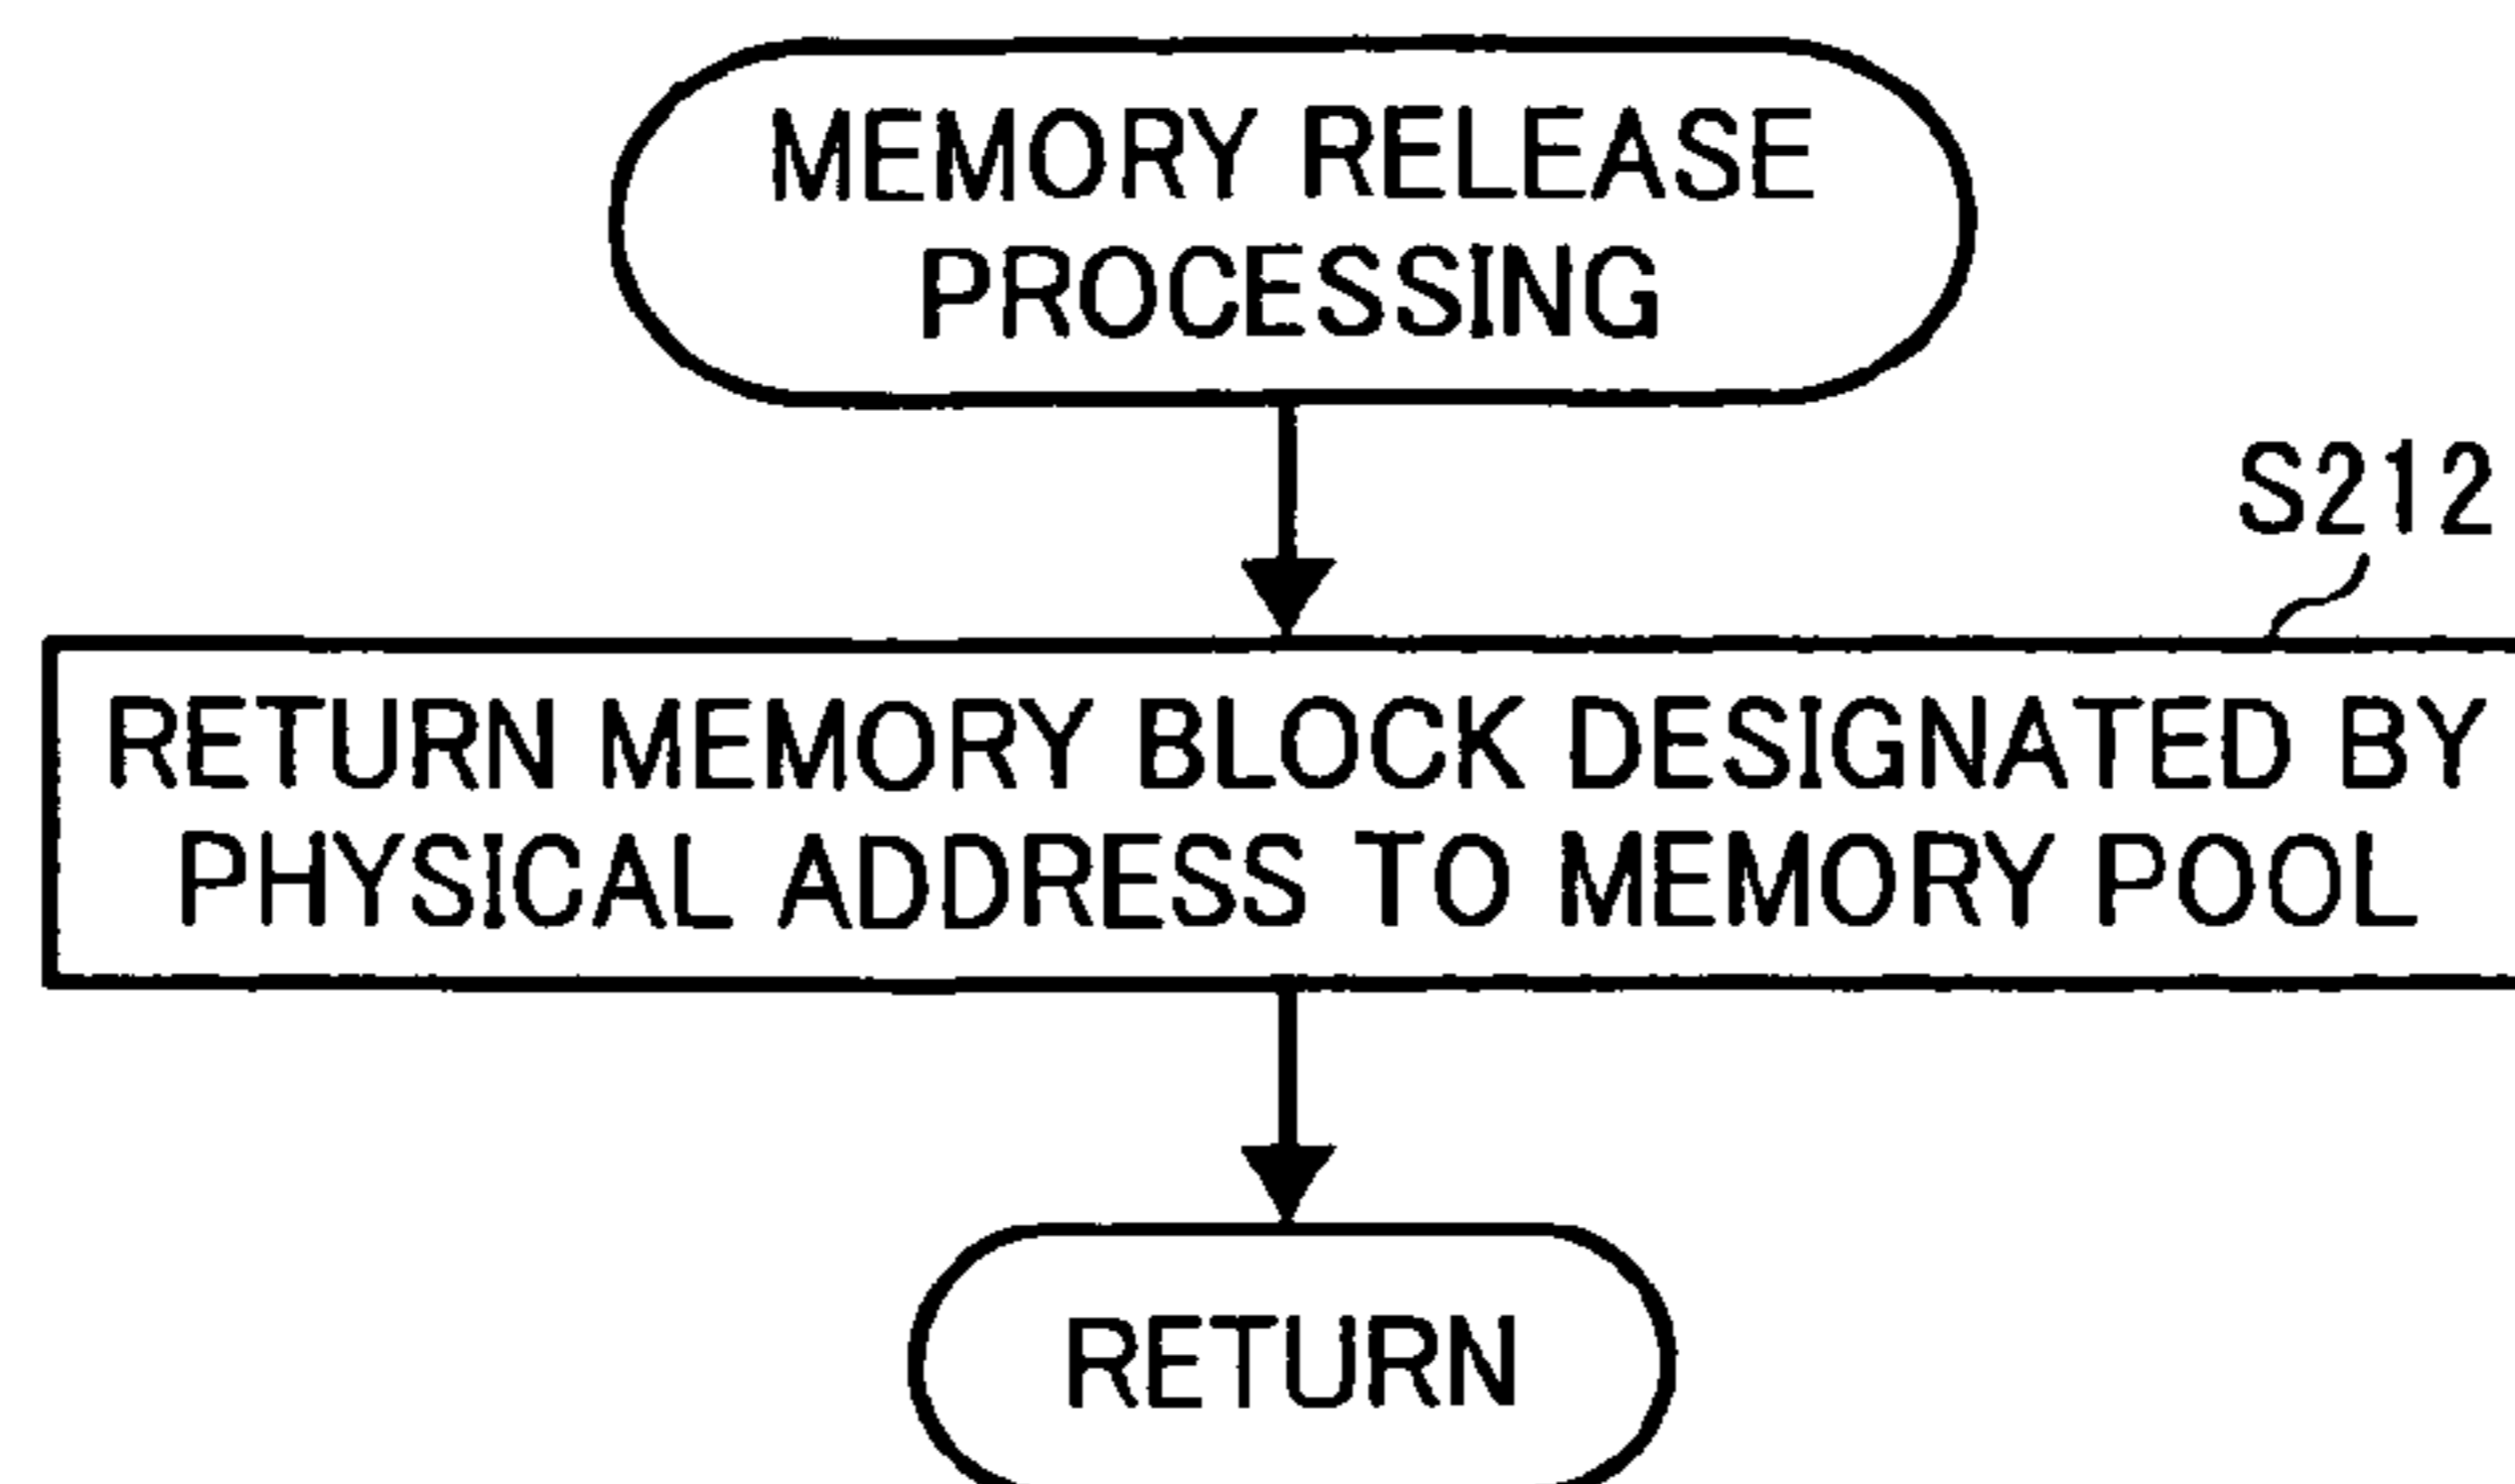 MEMORY RELEASE
PROCESSING
S212
RETURN MEMORY BLOCK DESIGNATED BY
PHYSICAL ADDRESS TO MEMORY POOL
RETURN